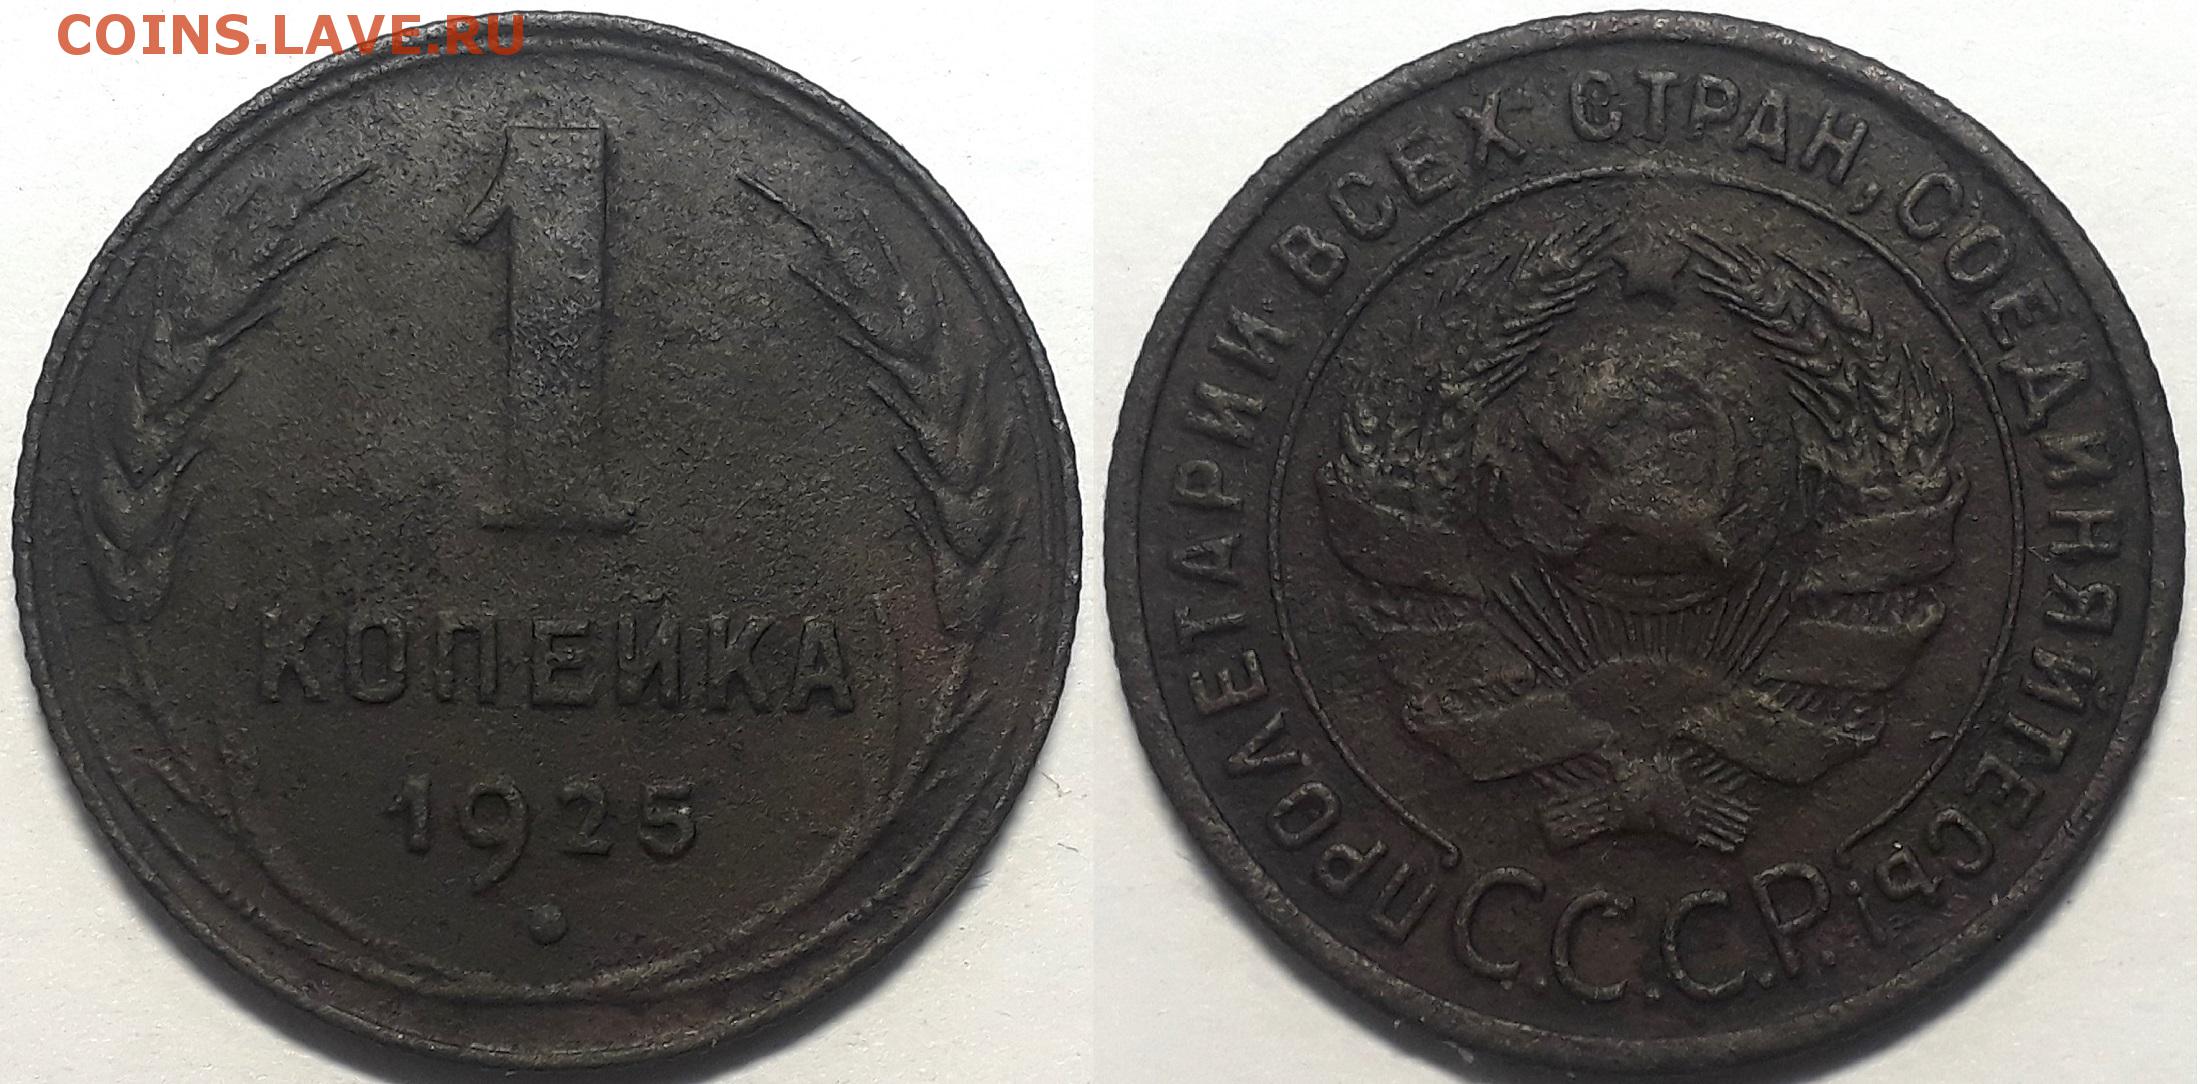 COINS.LAVE.RU
1
КОПЕЙКА
1925
ПРОЛЕТАРИИ ВСЕХ СТРАН, СОЕДИНЯЙТЕСЬ!
С.С.С.Р.